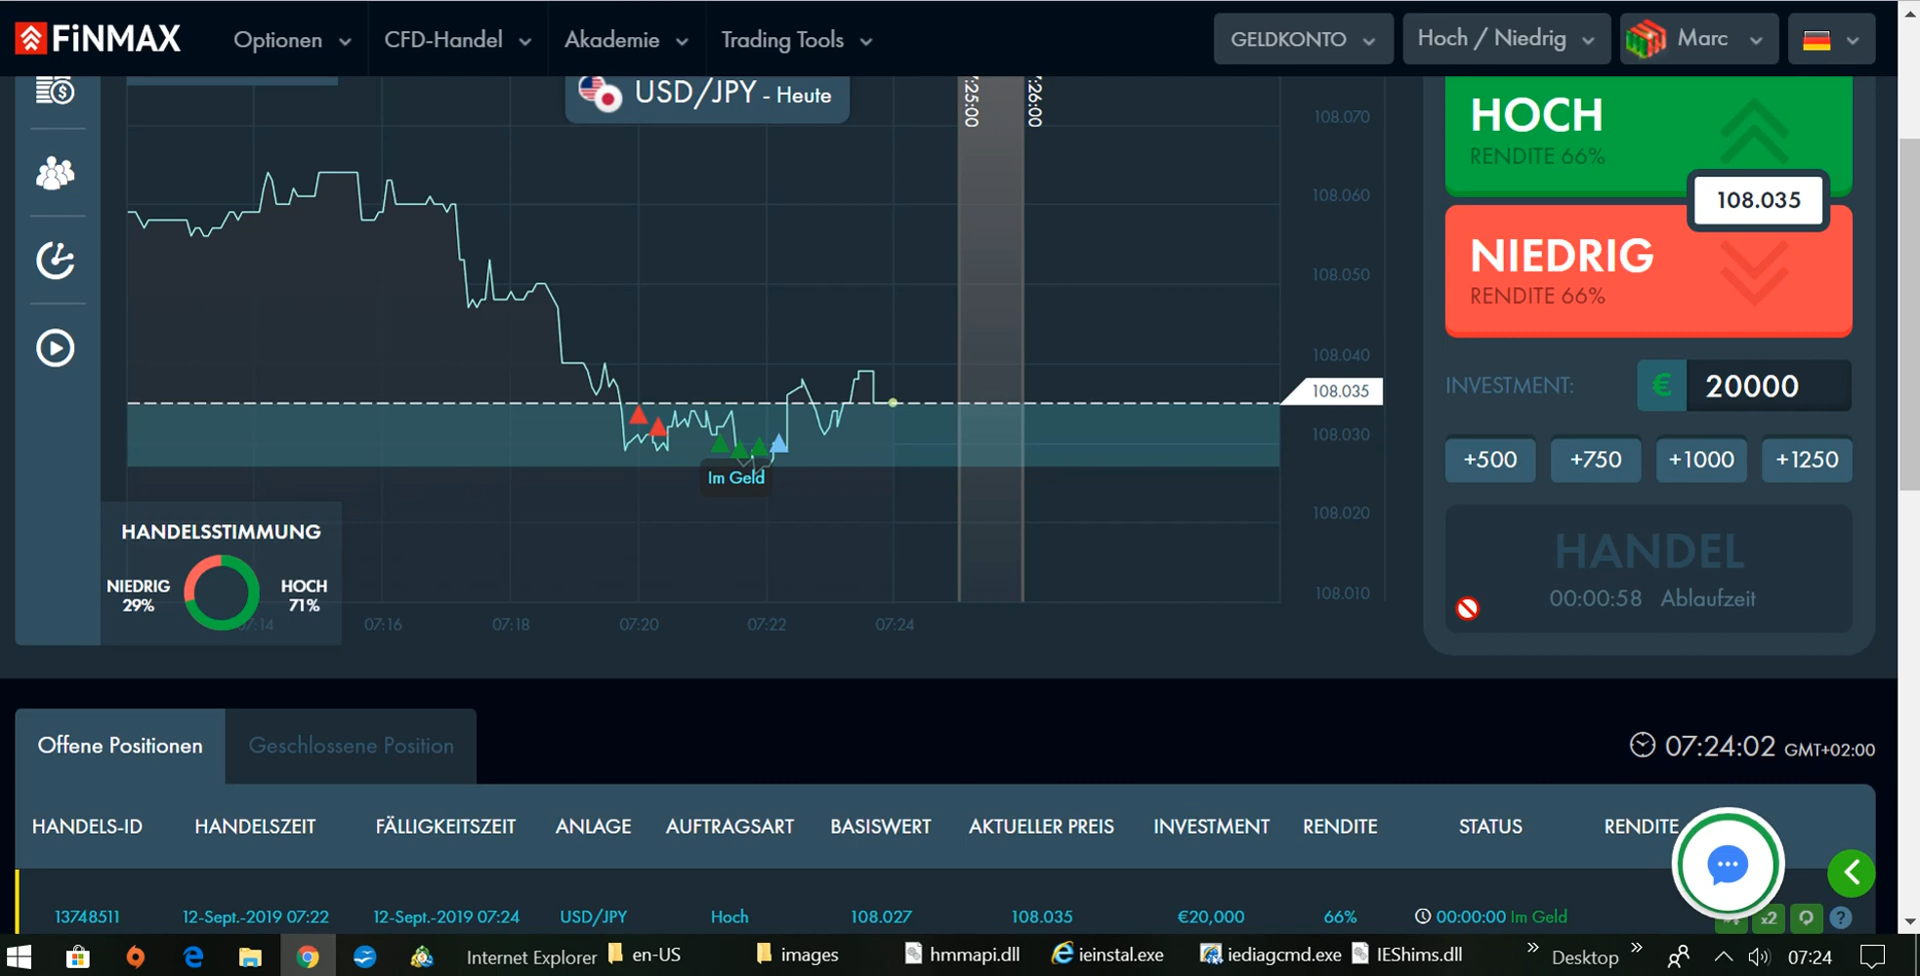 FiNMAX
Optionen
CFD-Handel
Akademie
Trading Tools
GELDKONTO
Hoch / Niedrig
Marc
USD/JPY - Heute
:25:00
:26:00
108.070
108.060
108.050
108.040
108.035
108.030
108.020
108.010
Im Geld
HANDELSSTIMMUNG
NIEDRIG
29%
HOCH
71%
07:14
07:16
07:18
07:20
07:22
07:24
HOCH
RENDITE 66%
108.035
NIEDRIG
RENDITE 66%
INVESTMENT:
€ 20000
+500
+750
+1000
+1250
HANDEL
00:00:58 Ablaufzeit
Offene Positionen
Geschlossene Position
07:24:02 GMT+02:00
HANDELS-ID HANDELSZEIT FÄLLIGKEITSZEIT ANLAGE AUFTRAGSART BASISWERT AKTUELLER PREIS INVESTMENT RENDITE STATUS RENDITE
13748511 12-Sept.-2019 07:22 12-Sept.-2019 07:24 USD/JPY Hoch 108.027 108.035 €20,000 66% 00:00:00 Im Geld x2 ?
Internet Explorer en-US images hmmapi.dll ieinstal.exe iediagcmd.exe IEShims.dll » Desktop » 07:24